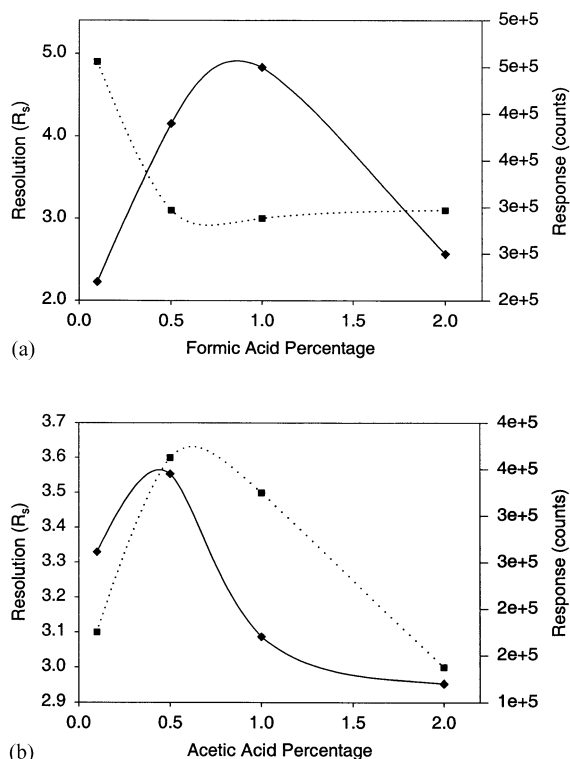 5.0
4.0
3.0
2.0
Resolution (Rs)
5e+5
5e+5
4e+5
4e+5
3e+5
3e+5
2e+5
Response (counts)
0.0 0.5 1.0 1.5 2.0
Formic Acid Percentage
(a)
3.7
3.6
3.5
3.4
3.3
3.2
3.1
3.0
2.9
Resolution (Rs)
4e+5
4e+5
3e+5
3e+5
2e+5
2e+5
1e+5
Response (counts)
0.0 0.5 1.0 1.5 2.0
Acetic Acid Percentage
(b)